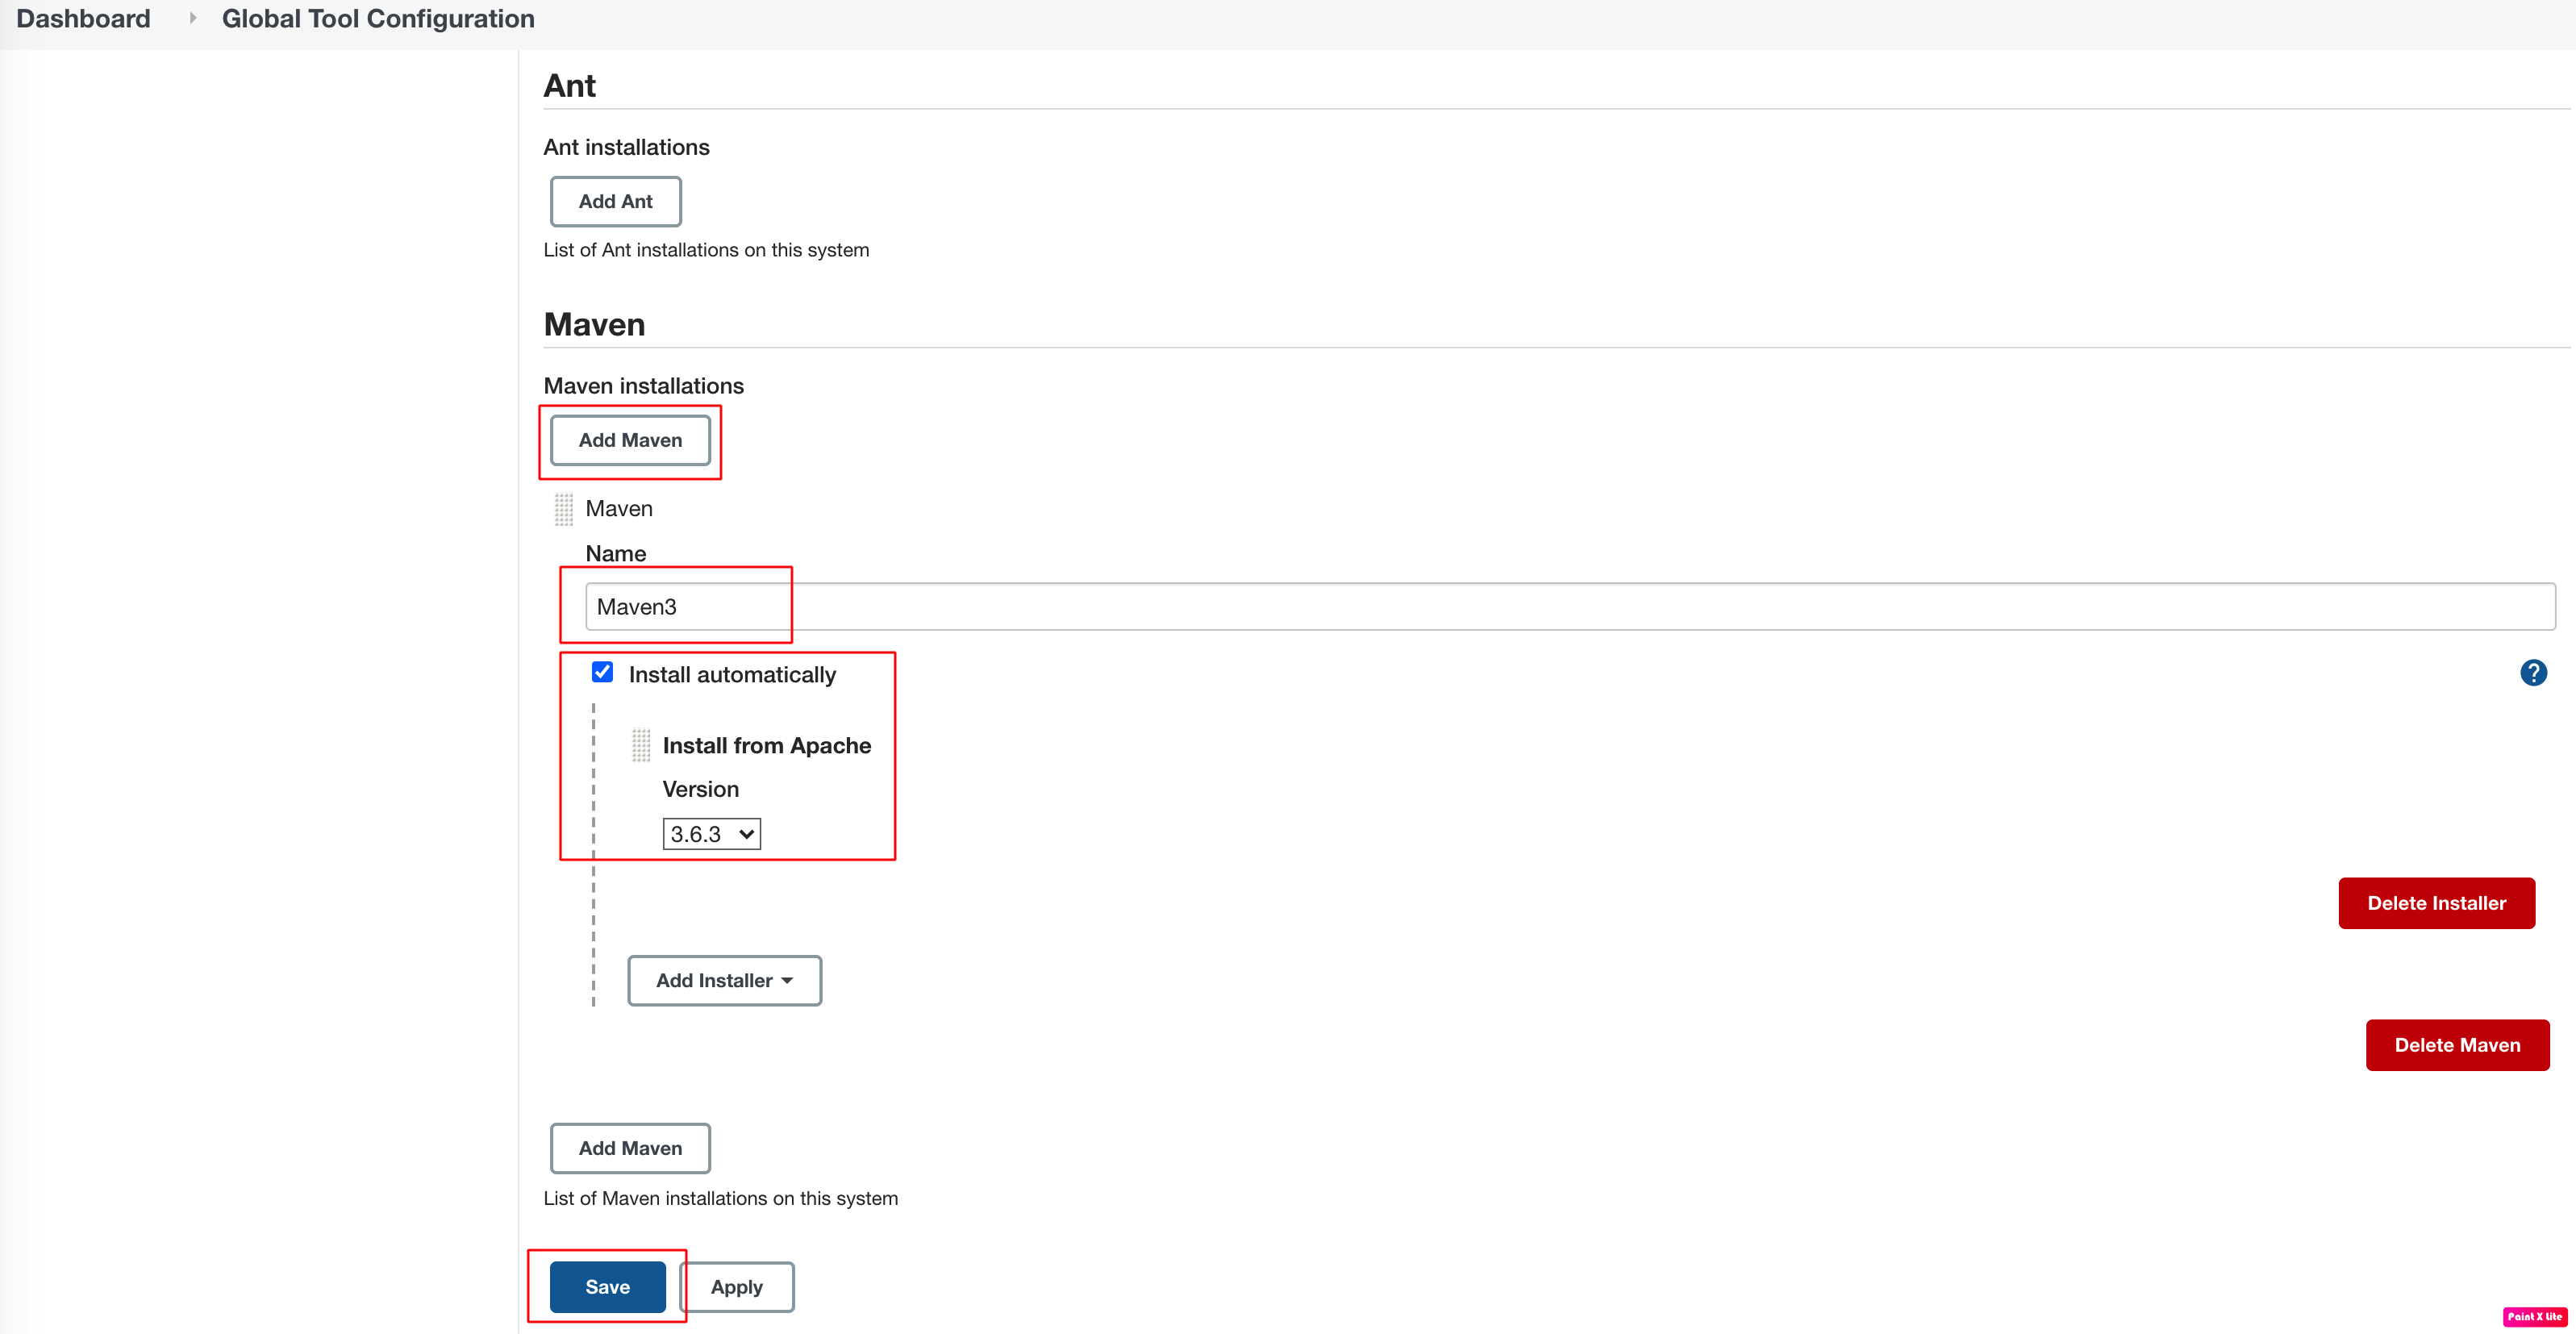 Dashboard
Global Tool Configuration
Ant
Ant installations
Add Ant
List of Ant installations on this system
Maven
Maven installations
Add Maven
Maven
Name
Maven3
Install automatically
?
Install from Apache
Version
3.6.3
Delete Installer
Add Installer
Delete Maven
Add Maven
List of Maven installations on this system
Save
Apply
Paint X Lite